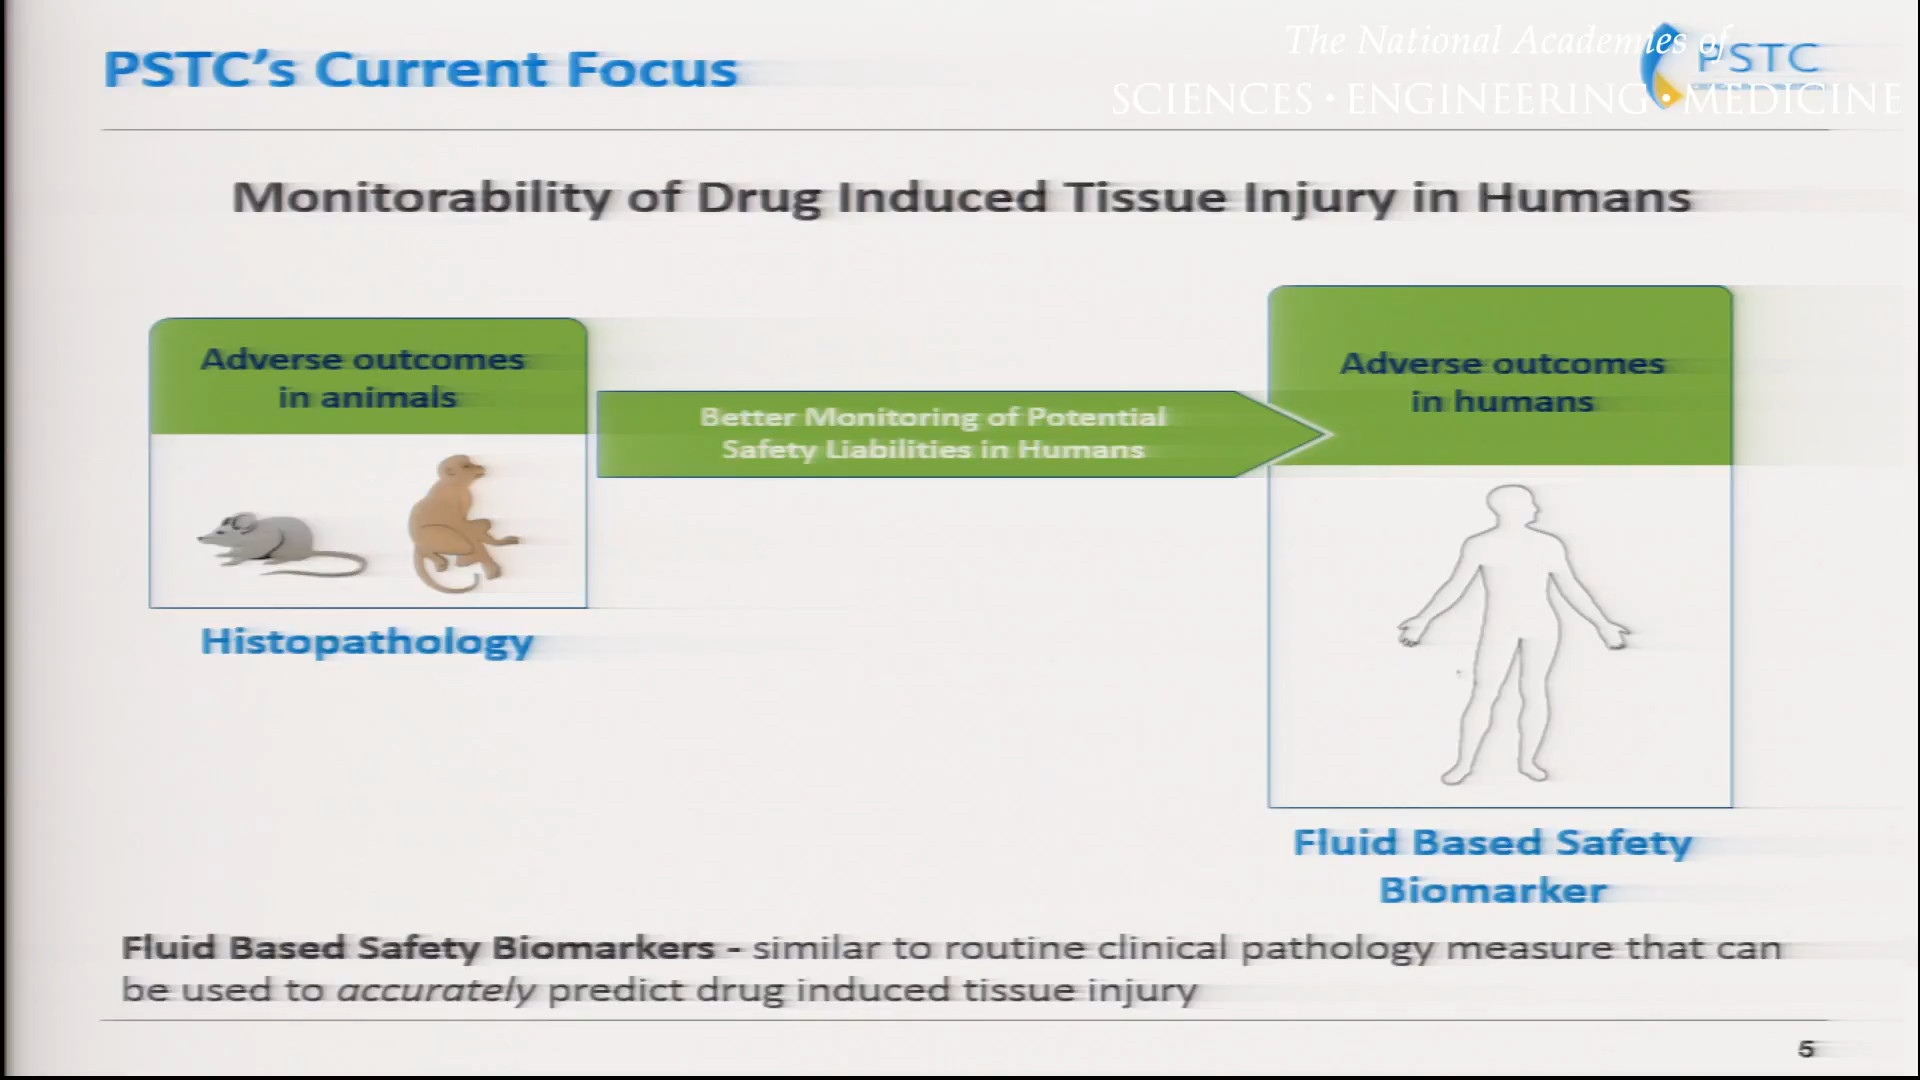 The National Academies of
SCIENCES • ENGINEERING • MEDICINE
PSTC
PSTC's Current Focus
Monitorability of Drug Induced Tissue Injury in Humans
Adverse outcomes
in animals
Better Monitoring of Potential
Safety Liabilities in Humans
Adverse outcomes
in humans
Histopathology
Fluid Based Safety
Biomarker
Fluid Based Safety Biomarkers - similar to routine clinical pathology measure that can
be used to accurately predict drug induced tissue injury
5